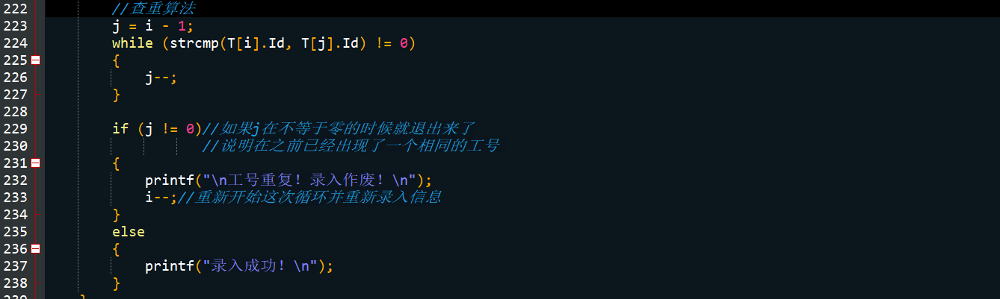 222 //查重算法
223 j = i - 1;
224 while (strcmp(T[i].Id, T[j].Id) != 0)
225 {
226 j--;
227 }
228
229 if (j != 0)//如果j在不等于零的时候就退出来了
230 //说明在之前已经出现了一个相同的工号
231 {
232 printf("\n工号重复！录入作废！\n");
233 i--;//重新开始这次循环并重新录入信息
234 }
235 else
236 {
237 printf("录入成功！\n");
238 }